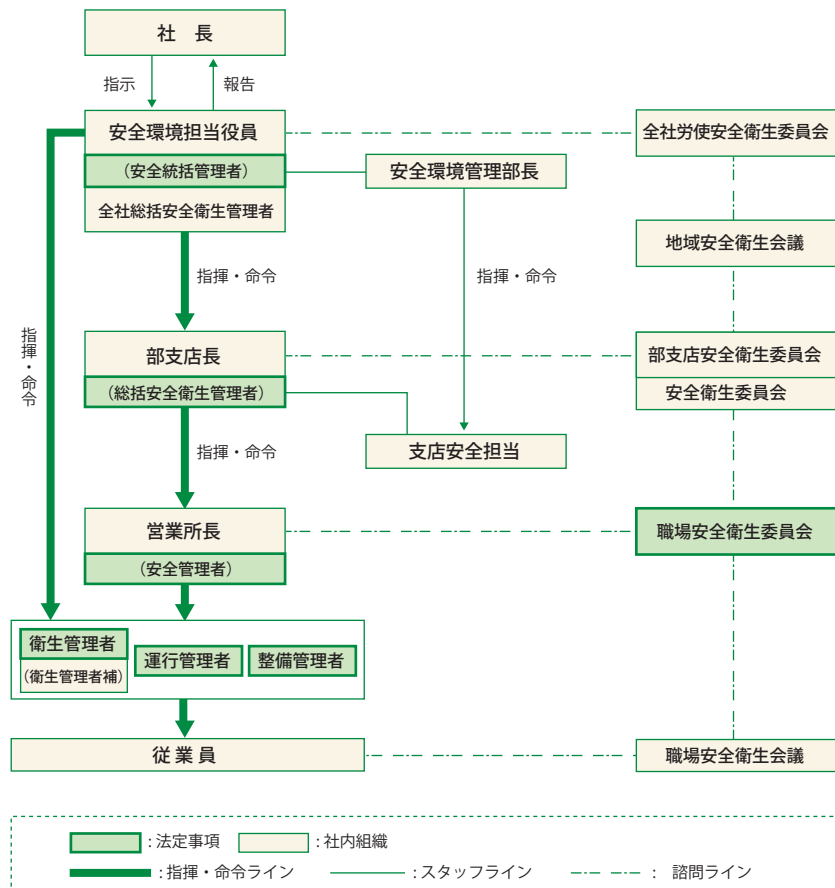 社　長
指示
報告
安全環境担当役員
（安全統括管理者）
全社総括安全衛生管理者
安全環境管理部長
全社労使安全衛生委員会
地域安全衛生会議
指揮・命令
指揮・命令
指揮・命令
部支店長
（総括安全衛生管理者）
部支店安全衛生委員会
安全衛生委員会
指揮・命令
支店安全担当
営業所長
（安全管理者）
職場安全衛生委員会
衛生管理者
（衛生管理者補）
運行管理者
整備管理者
従 業 員
職場安全衛生会議
：法定事項　：社内組織
：指揮・命令ライン　：スタッフライン　：　諮問ライン